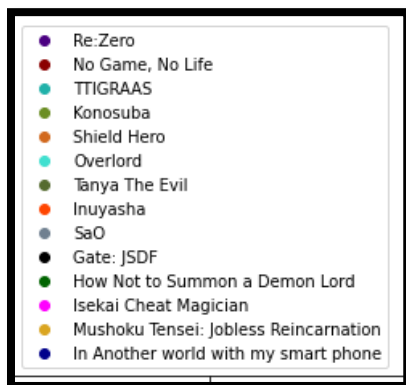 Re:Zero
No Game, No Life
TTIGRAAS
Konosuba
Shield Hero
Overlord
Tanya The Evil
Inuyasha
SaO
Gate: JSDF
How Not to Summon a Demon Lord
Isekai Cheat Magician
Mushoku Tensei: Jobless Reincarnation
In Another world with my smart phone